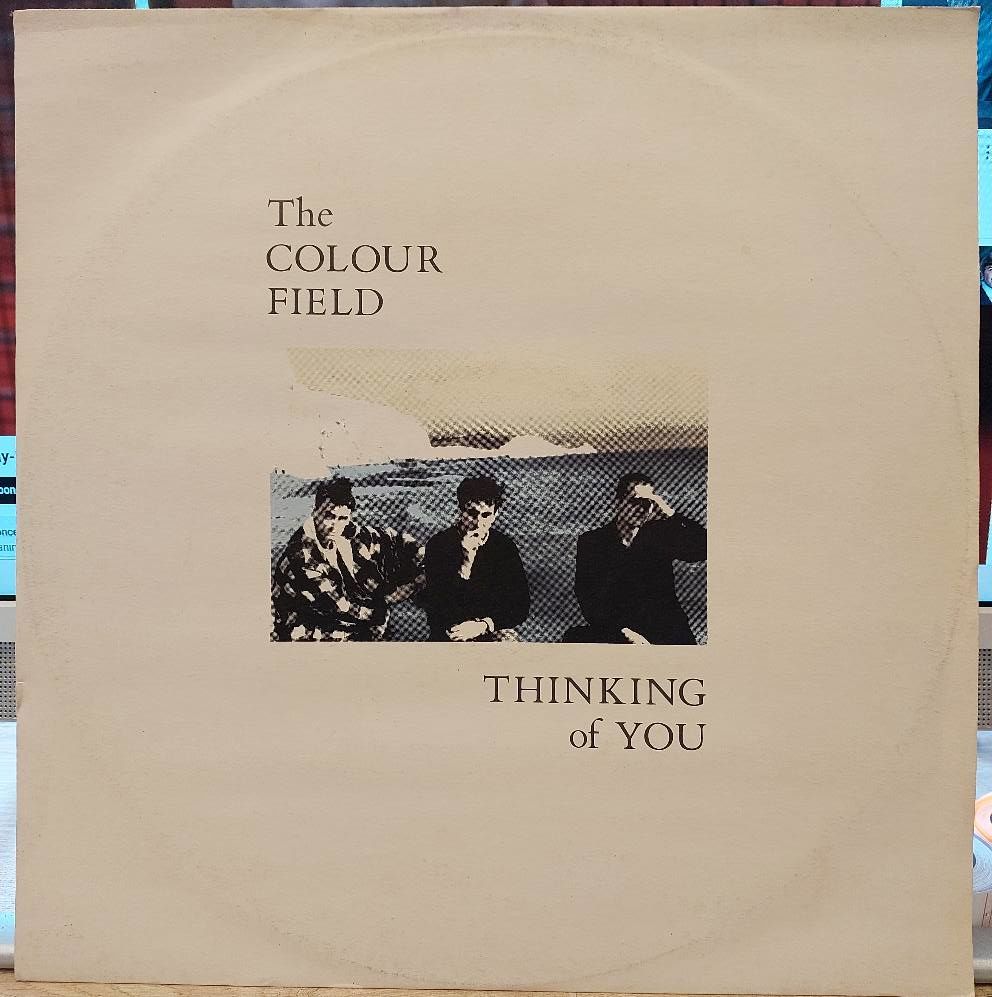 The
COLOUR
FIELD
THINKING
of YOU